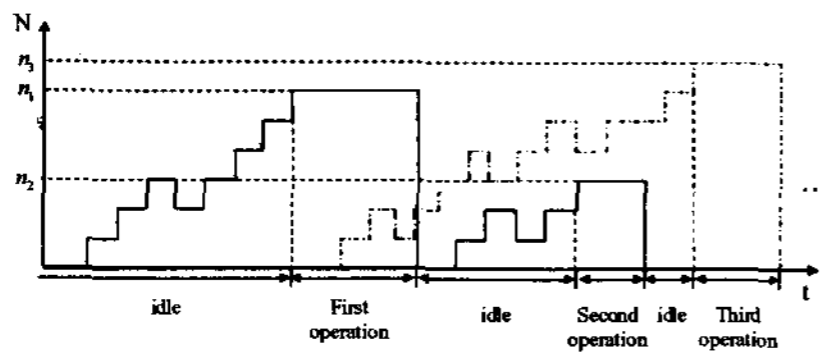 N
n₃
n₁
n₂
t
idle
First
operation
idle
Second
operation
idle
Third
operation